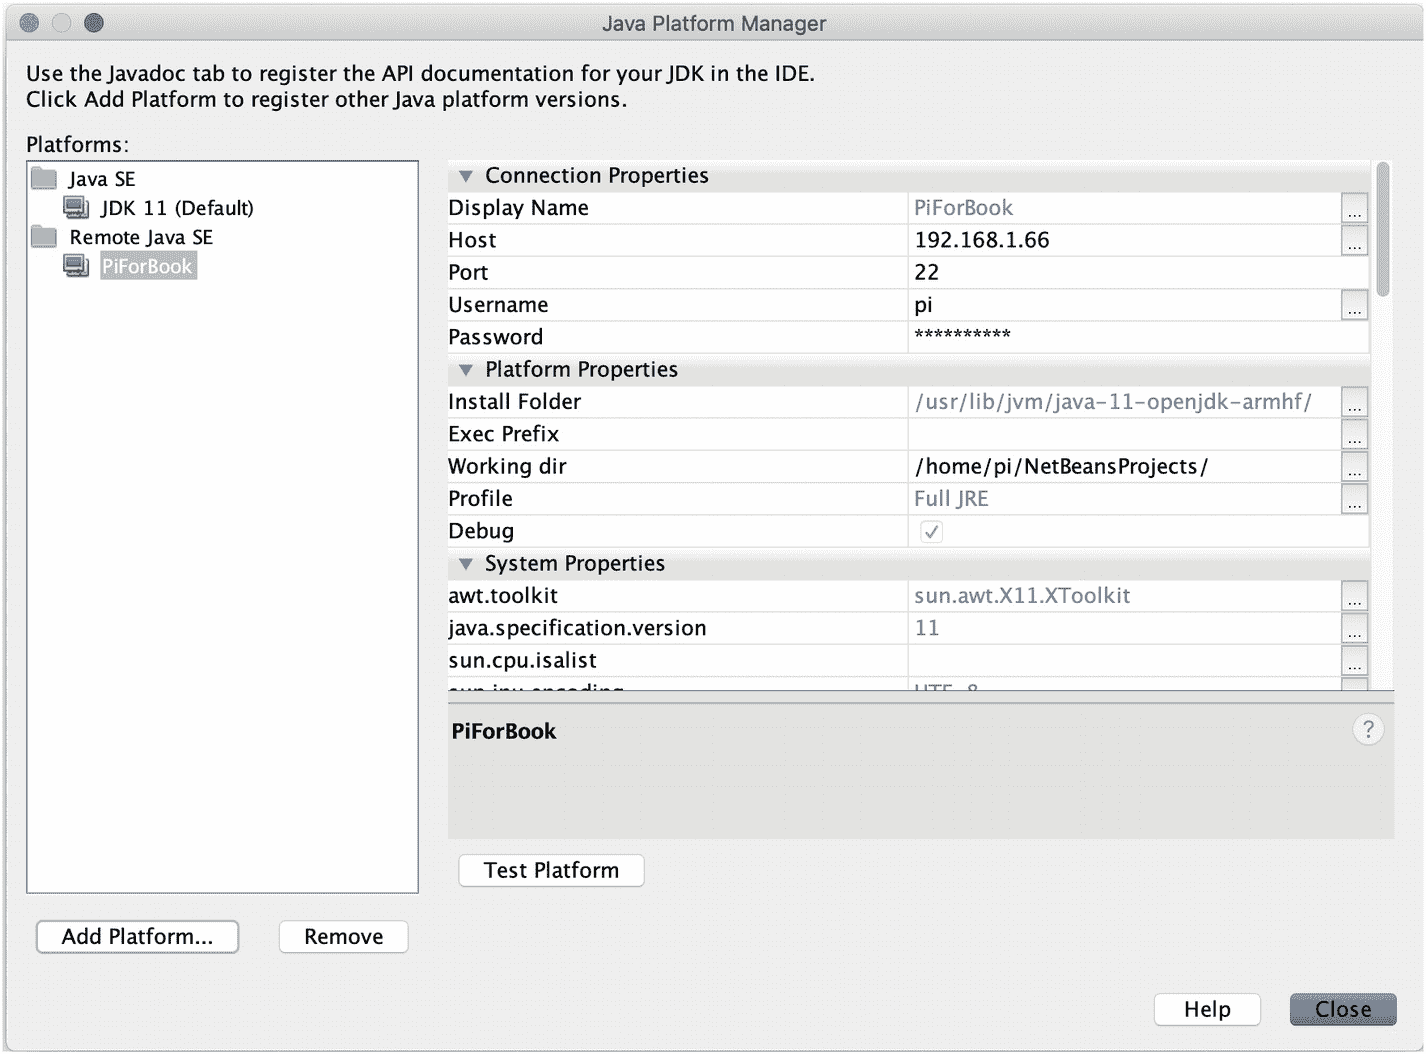 Java Platform Manager
Use the Javadoc tab to register the API documentation for your JDK in the IDE.
Click Add Platform to register other Java platform versions.
Platforms:
Java SE
JDK 11 (Default)
Remote Java SE
PiForBook
Connection Properties
Display Name PiForBook ...
Host 192.168.1.66 ...
Port 22
Username pi ...
Password **********
Platform Properties
Install Folder /usr/lib/jvm/java-11-openjdk-armhf/ ...
Exec Prefix ...
Working dir /home/pi/NetBeansProjects/ ...
Profile Full JRE ...
Debug
System Properties
awt.toolkit sun.awt.X11.XToolkit ...
java.specification.version 11 ...
sun.cpu.isalist ...
sun.jnu.encoding UTF-8
PiForBook
?
Test Platform
Add Platform... Remove
Help Close